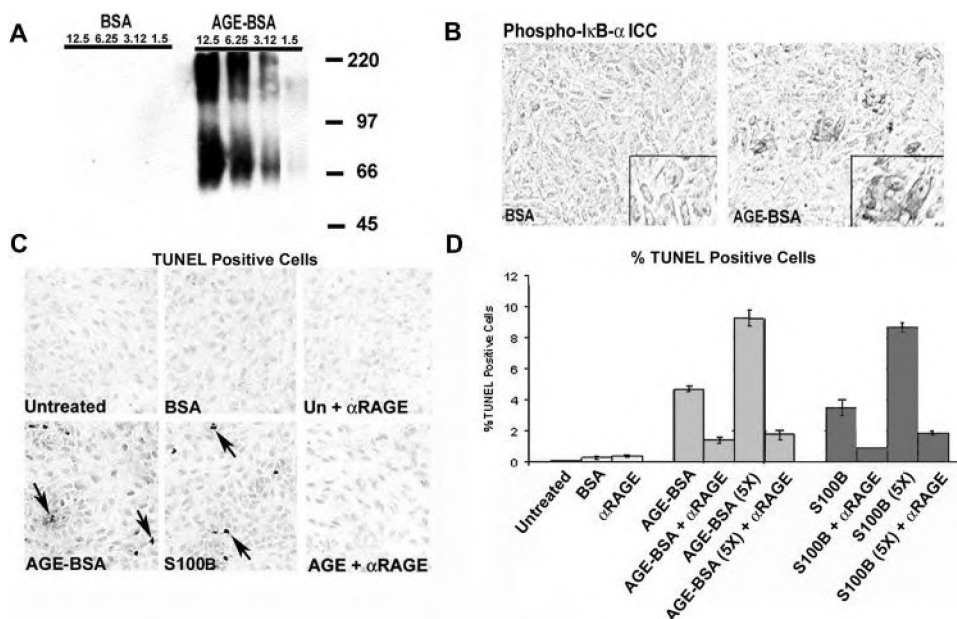 A
BSA
AGE-BSA
12.5 6.25 3.12 1.5
12.5 6.25 3.12 1.5
220
97
66
45
B
Phospho-IκB-α ICC
BSA
AGE-BSA
C
TUNEL Positive Cells
Untreated
BSA
Un + αRAGE
AGE-BSA
S100B
AGE + αRAGE
D
% TUNEL Positive Cells
%TUNEL Positive Cells
12
10
8
6
4
2
0
Untreated
BSA
αRAGE
AGE-BSA
AGE-BSA + αRAGE
AGE-BSA (5X)
AGE-BSA (5X) + αRAGE
S100B
S100B + αRAGE
S100B (5X)
S100B (5X) + αRAGE